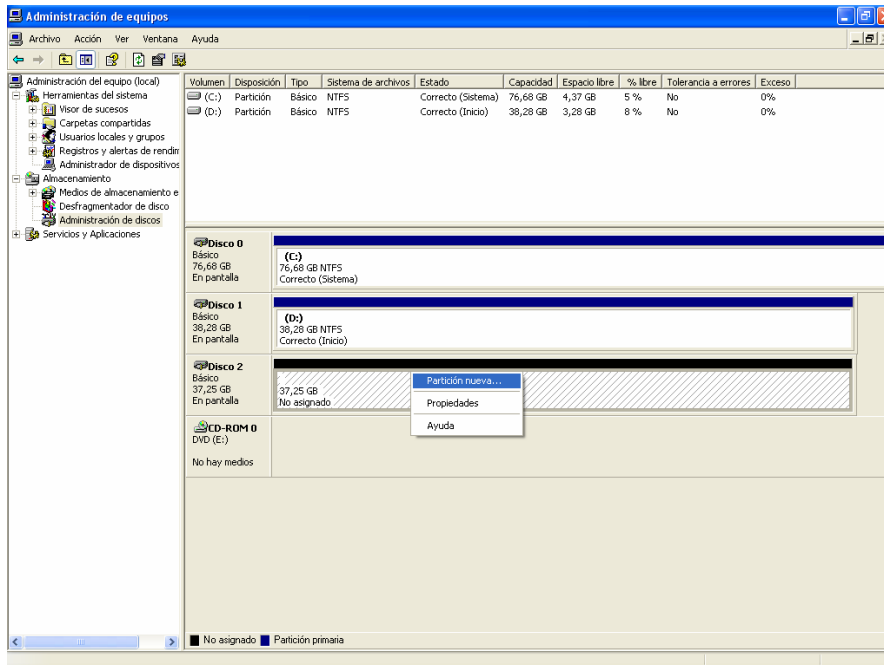 Administración de equipos
Archivo Acción Ver Ventana Ayuda
Administración del equipo (local)
Herramientas del sistema
Visor de sucesos
Carpetas compartidas
Usuarios locales y grupos
Registros y alertas de rendim
Administrador de dispositivos
Almacenamiento
Medios de almacenamiento e
Desfragmentador de disco
Administración de discos
Servicios y Aplicaciones
Volumen Disposición Tipo Sistema de archivos Estado Capacidad Espacio libre % libre Tolerancia a errores Exceso
(C:) Partición Básico NTFS Correcto (Sistema) 76,68 GB 4,37 GB 5 % No 0%
(D:) Partición Básico NTFS Correcto (Inicio) 38,28 GB 3,28 GB 8 % No 0%
Disco 0
Básico
76,68 GB
En pantalla
(C:)
76,68 GB NTFS
Correcto (Sistema)
Disco 1
Básico
38,28 GB
En pantalla
(D:)
38,28 GB NTFS
Correcto (Inicio)
Disco 2
Básico
37,25 GB
En pantalla
37,25 GB
No asignado
Partición nueva...
Propiedades
Ayuda
CD-ROM 0
DVD (E:)
No hay medios
No asignado Partición primaria